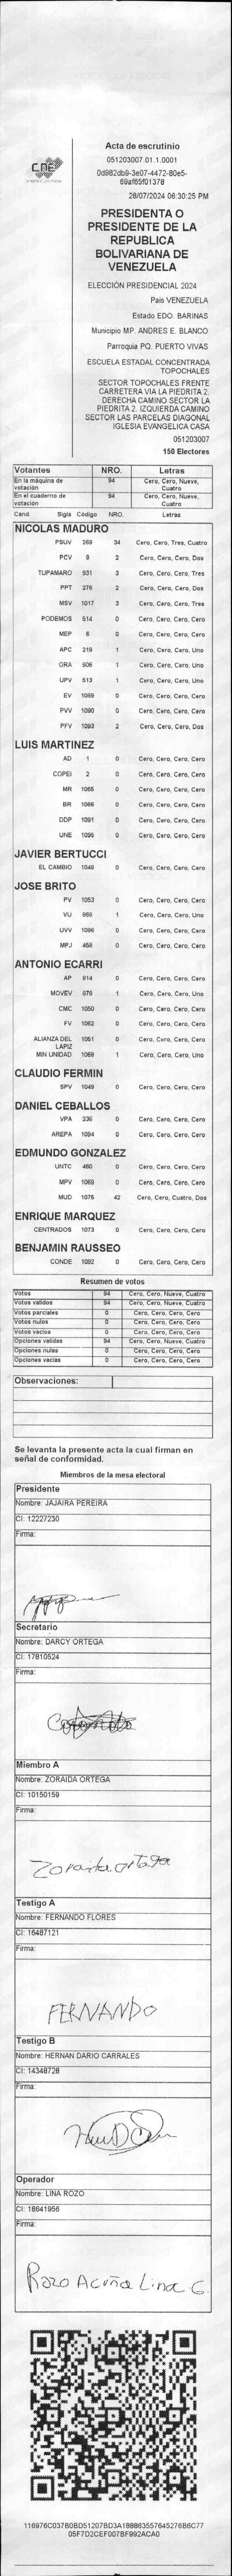 CNE
Acta de escrutinio
051203007.01.1.0001
0d982db9-3e07-4472-80e5-
69af65f01378
28/07/2024 06:30:25 PM
PRESIDENTA O
PRESIDENTE DE LA
REPUBLICA
BOLIVARIANA DE
VENEZUELA
ELECCIÓN PRESIDENCIAL 2024
País VENEZUELA
Estado EDO. BARINAS
Municipio MP. ANDRES E. BLANCO
Parroquia PQ. PUERTO VIVAS
ESCUELA ESTADAL CONCENTRADA
TOPOCHALES
SECTOR TOPOCHALES FRENTE
CARRETERA VÍA LA PIEDRITA 2.
DERECHA CAMINO SECTOR LA
PIEDRITA 2. IZQUIERDA CAMINO
SECTOR LAS PARCELAS DIAGONAL
IGLESIA EVANGELICA CASA
051203007
150 Electores
Votantes NRO. Letras
En la máquina de votación 94 Cero, Cero, Nueve, Cuatro
En el cuaderno de votación 94 Cero, Cero, Nueve, Cuatro
Cand. Sigla Código NRO. Letras
NICOLAS MADURO
PSUV 269 34 Cero, Cero, Tres, Cuatro
PCV 9 2 Cero, Cero, Cero, Dos
TUPAMARO 931 3 Cero, Cero, Cero, Tres
PPT 276 2 Cero, Cero, Cero, Dos
MSV 1017 3 Cero, Cero, Cero, Tres
PODEMOS 614 0 Cero, Cero, Cero, Cero
MEP 6 0 Cero, Cero, Cero, Cero
APC 219 1 Cero, Cero, Cero, Uno
ORA 906 1 Cero, Cero, Cero, Uno
UPV 613 1 Cero, Cero, Cero, Uno
EV 1089 0 Cero, Cero, Cero, Cero
PVV 1090 0 Cero, Cero, Cero, Cero
PFV 1093 2 Cero, Cero, Cero, Dos
LUIS MARTINEZ
AD 1 0 Cero, Cero, Cero, Cero
COPEI 2 0 Cero, Cero, Cero, Cero
MR 1065 0 Cero, Cero, Cero, Cero
BR 1066 0 Cero, Cero, Cero, Cero
DDP 1091 0 Cero, Cero, Cero, Cero
UNE 1095 0 Cero, Cero, Cero, Cero
JAVIER BERTUCCI
EL CAMBIO 1048 0 Cero, Cero, Cero, Cero
JOSE BRITO
PV 1053 0 Cero, Cero, Cero, Cero
VU 868 1 Cero, Cero, Cero, Uno
UVV 1096 0 Cero, Cero, Cero, Cero
MPJ 458 0 Cero, Cero, Cero, Cero
ANTONIO ECARRI
AP 814 0 Cero, Cero, Cero, Cero
MOVEV 979 1 Cero, Cero, Cero, Uno
CMC 1050 0 Cero, Cero, Cero, Cero
FV 1062 0 Cero, Cero, Cero, Cero
ALIANZA DEL LAPIZ 1051 0 Cero, Cero, Cero, Cero
MIN UNIDAD 1068 1 Cero, Cero, Cero, Uno
CLAUDIO FERMIN
SPV 1049 0 Cero, Cero, Cero, Cero
DANIEL CEBALLOS
VPA 236 0 Cero, Cero, Cero, Cero
AREPA 1094 0 Cero, Cero, Cero, Cero
EDMUNDO GONZALEZ
UNTC 460 0 Cero, Cero, Cero, Cero
MPV 1069 0 Cero, Cero, Cero, Cero
MUD 1076 42 Cero, Cero, Cuatro, Dos
ENRIQUE MARQUEZ
CENTRADOS 1073 0 Cero, Cero, Cero, Cero
BENJAMIN RAUSSEO
CONDE 1092 0 Cero, Cero, Cero, Cero
Resumen de votos
Votos 94 Cero, Cero, Nueve, Cuatro
Votos validos 94 Cero, Cero, Nueve, Cuatro
Votos parciales 0 Cero, Cero, Cero, Cero
Votos nulos 0 Cero, Cero, Cero, Cero
Votos vacíos 0 Cero, Cero, Cero, Cero
Opciones validas 94 Cero, Cero, Nueve, Cuatro
Opciones nulas 0 Cero, Cero, Cero, Cero
Opciones vacías 0 Cero, Cero, Cero, Cero
Observaciones:
Se levanta la presente acta la cual firman en
señal de conformidad.
Miembros de la mesa electoral
Presidente
Nombre: JAJAIRA PEREIRA
CI: 12227230
Firma:
Secretario
Nombre: DARCY ORTEGA
CI: 17810524
Firma:
Miembro A
Nombre: ZORAIDA ORTEGA
CI: 10150159
Firma:
Zoraida ortega
Testigo A
Nombre: FERNANDO FLORES
CI: 16487121
Firma:
FERNANDO
Testigo B
Nombre: HERNAN DARIO CARRALES
CI: 14348728
Firma:
Operador
Nombre: LINA ROZO
CI: 18641956
Firma:
Rozo Acuña Lina C.
116976C037B0BD51207BD3A188863557645276B6C77
05F7D2CEF007BF992ACA0